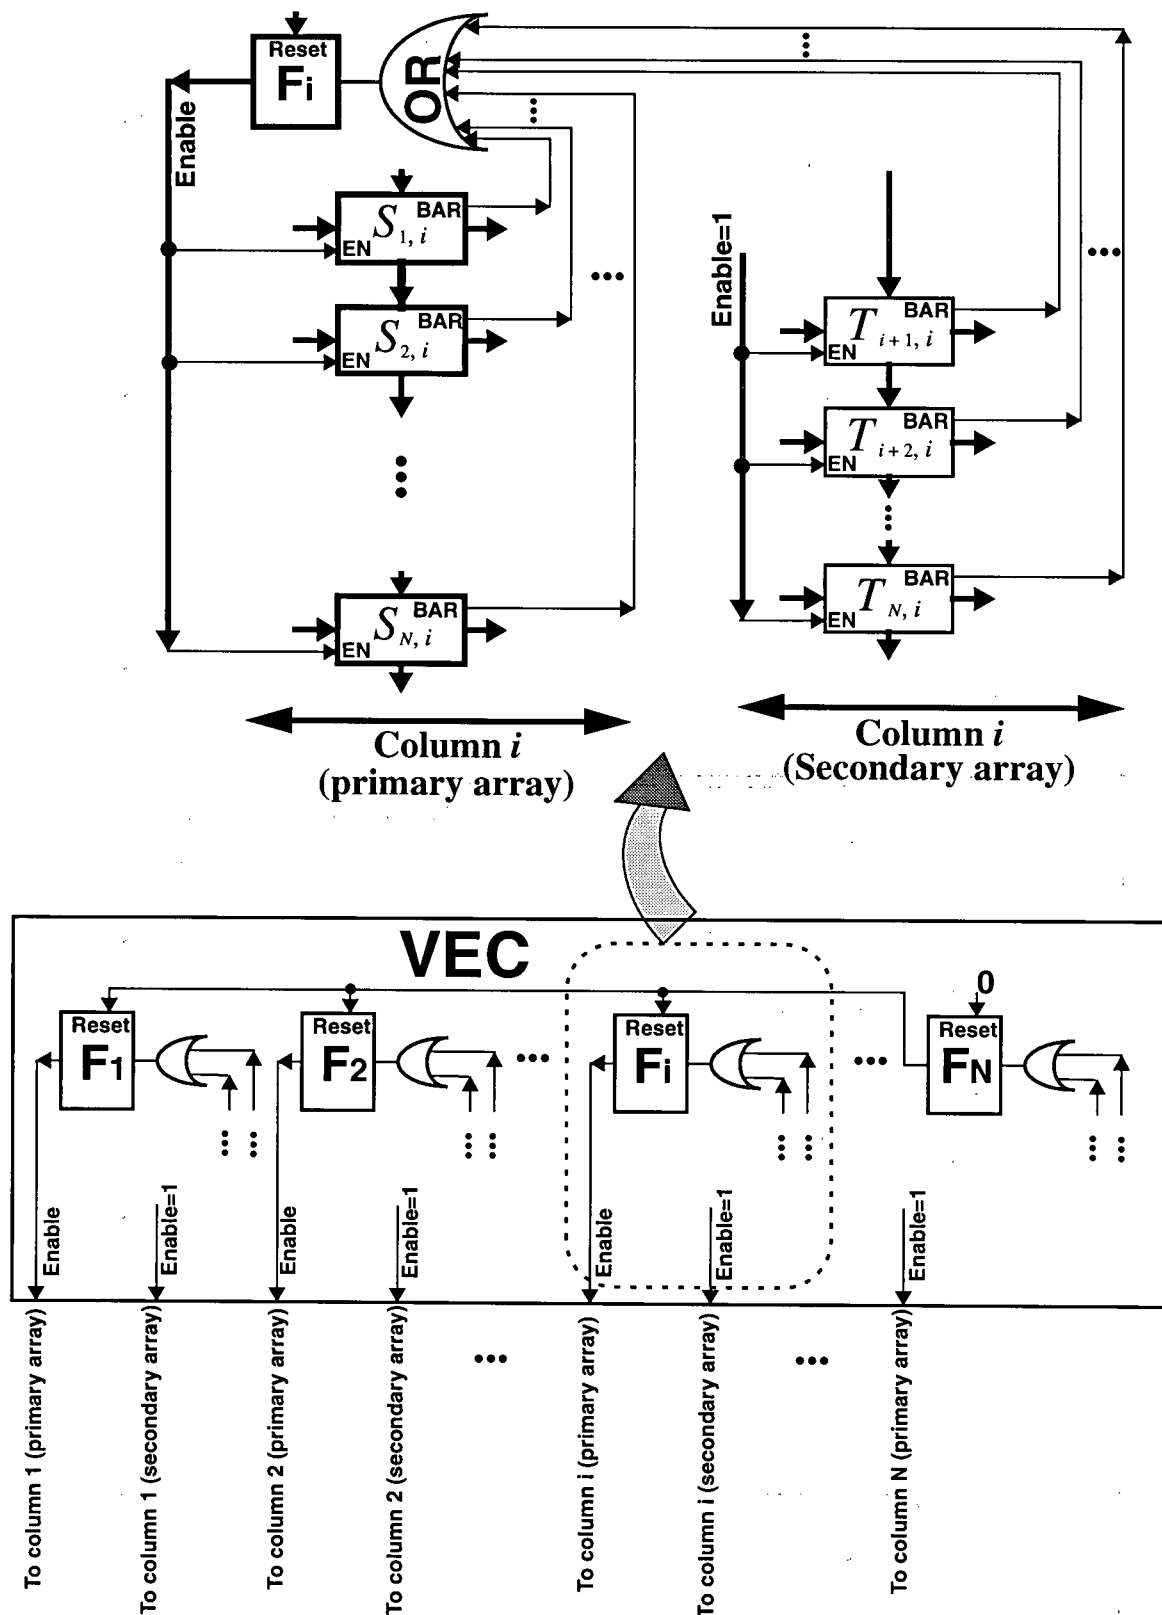 Reset
Fi
OR
Enable
S1, i
BAR
EN
S2, i
BAR
EN
SN, i
BAR
EN
Enable=1
Ti+1, i
BAR
EN
Ti+2, i
BAR
EN
TN, i
BAR
EN
Column i
(primary array)
Column i
(Secondary array)
VEC
0
Reset
F1
Reset
F2
Reset
Fi
Reset
FN
Enable
Enable=1
Enable
Enable=1
Enable
Enable=1
Enable=1
To column 1 (primary array)
To column 1 (secondary array)
To column 2 (primary array)
To column 2 (secondary array)
To column i (primary array)
To column i (secondary array)
To column N (primary array)